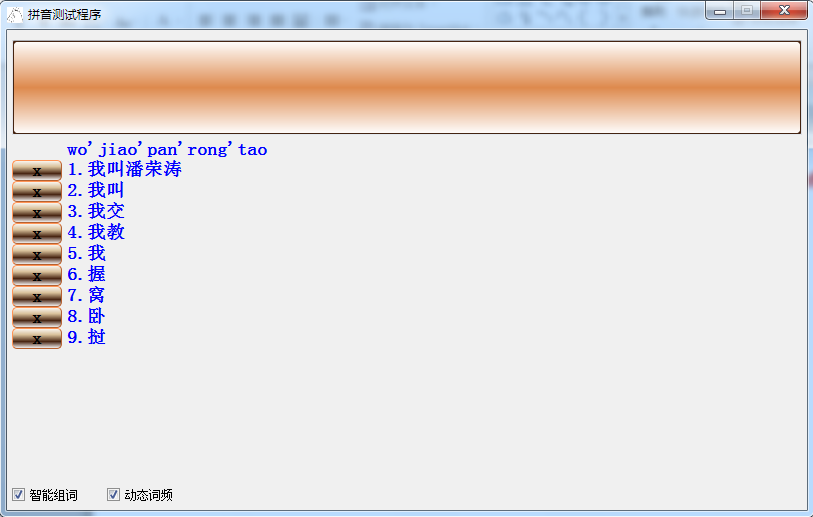 拼音测试程序
wo'jiao'pan'rong'tao
x 1.我叫潘荣涛
x 2.我叫
x 3.我交
x 4.我教
x 5.我
x 6.握
x 7.窝
x 8.卧
x 9.挝
智能组词 动态词频